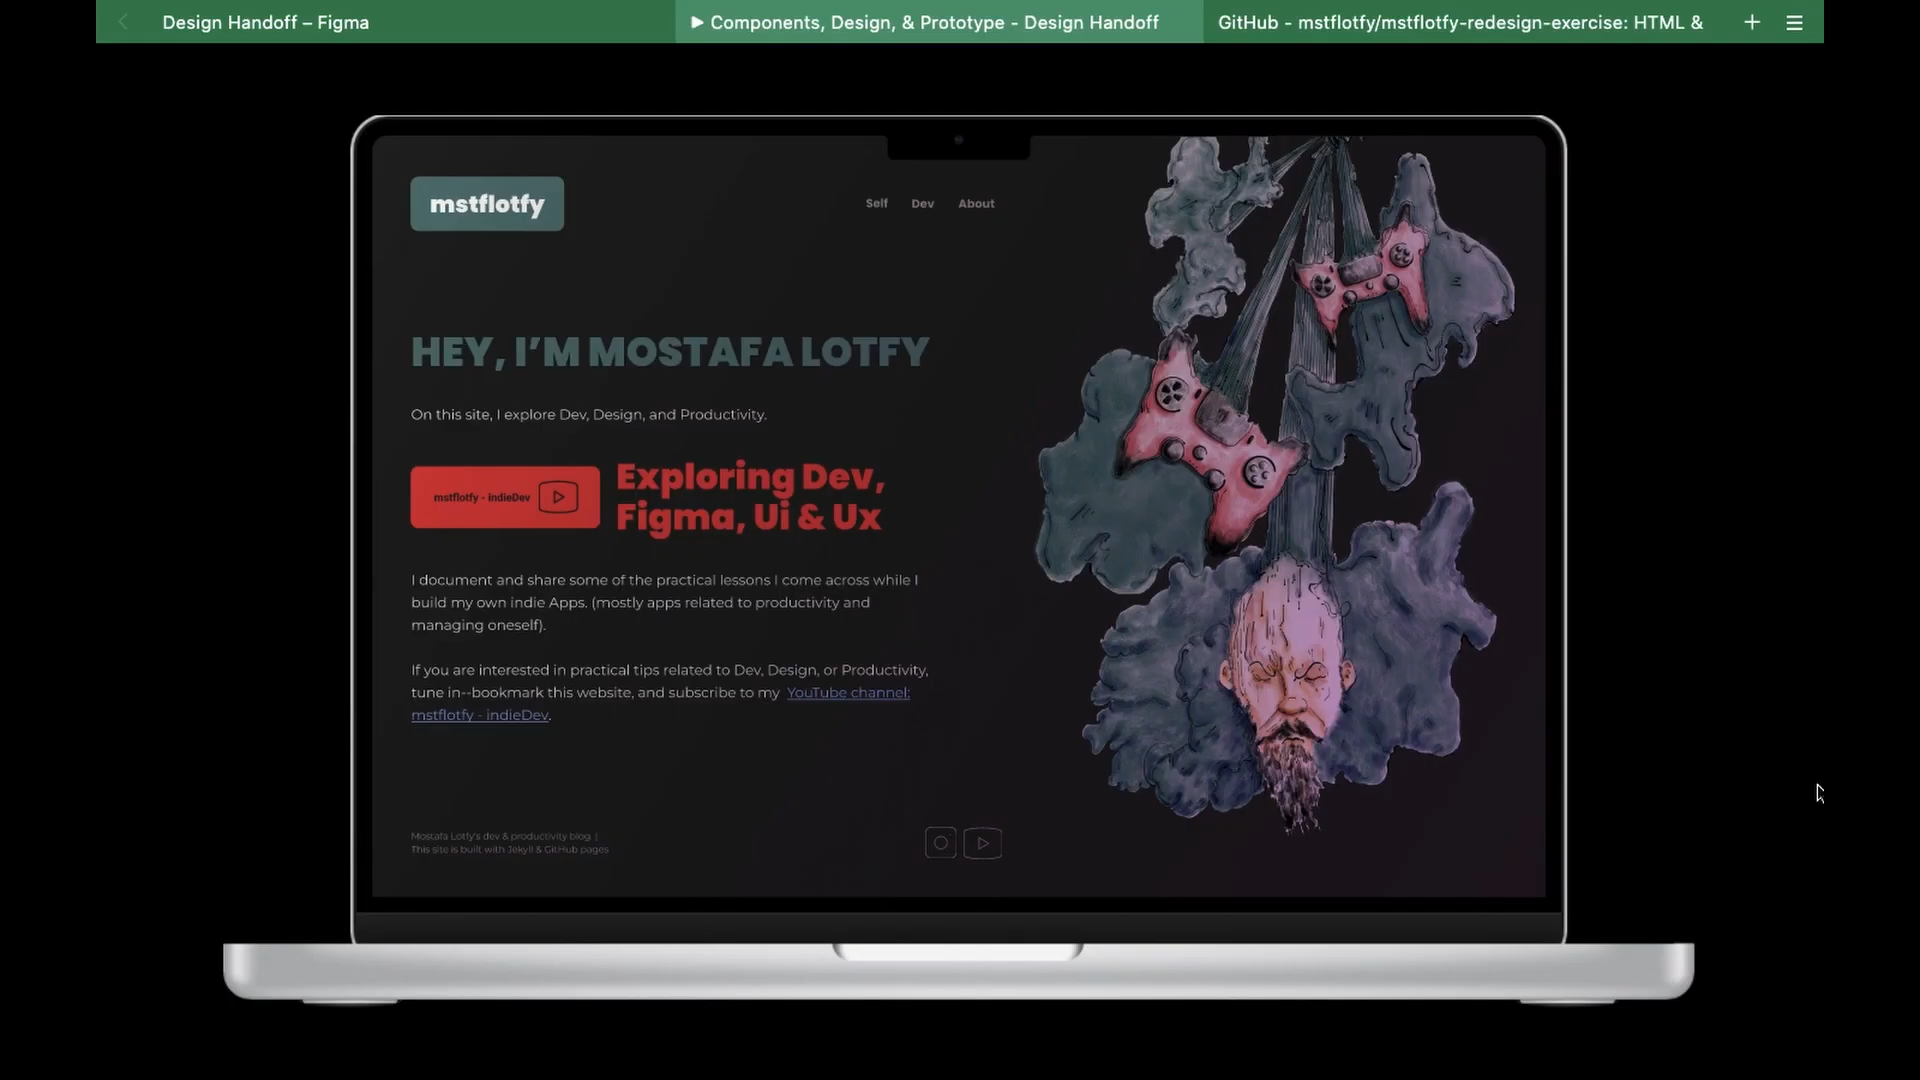 Design Handoff – Figma
Components, Design, & Prototype - Design Handoff
GitHub - mstflotfy/mstflotfy-redesign-exercise: HTML &
mstflotfy
Self
Dev
About
HEY, I’M MOSTAFA LOTFY
On this site, I explore Dev, Design, and Productivity.
mstflotfy - indieDev
Exploring Dev,
Figma, Ui & Ux
I document and share some of the practical lessons I come across while I
build my own indie Apps. (mostly apps related to productivity and
managing oneself).
If you are interested in practical tips related to Dev, Design, or Productivity,
tune in--bookmark this website, and subscribe to my YouTube channel:
mstflotfy - indieDev.
Mostafa Lotfy's dev & productivity blog |
This site is built with Jekyll & GitHub pages